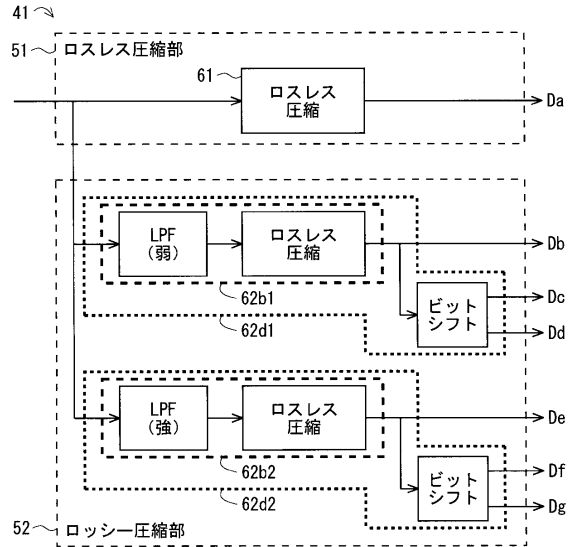 41
51
ロスレス圧縮部
61
ロスレス
圧縮
Da
LPF
(弱)
ロスレス
圧縮
Db
62b1
62d1
ビット
シフト
Dc
Dd
LPF
(強)
ロスレス
圧縮
De
62b2
62d2
ビット
シフト
Df
Dg
52
ロッシー圧縮部